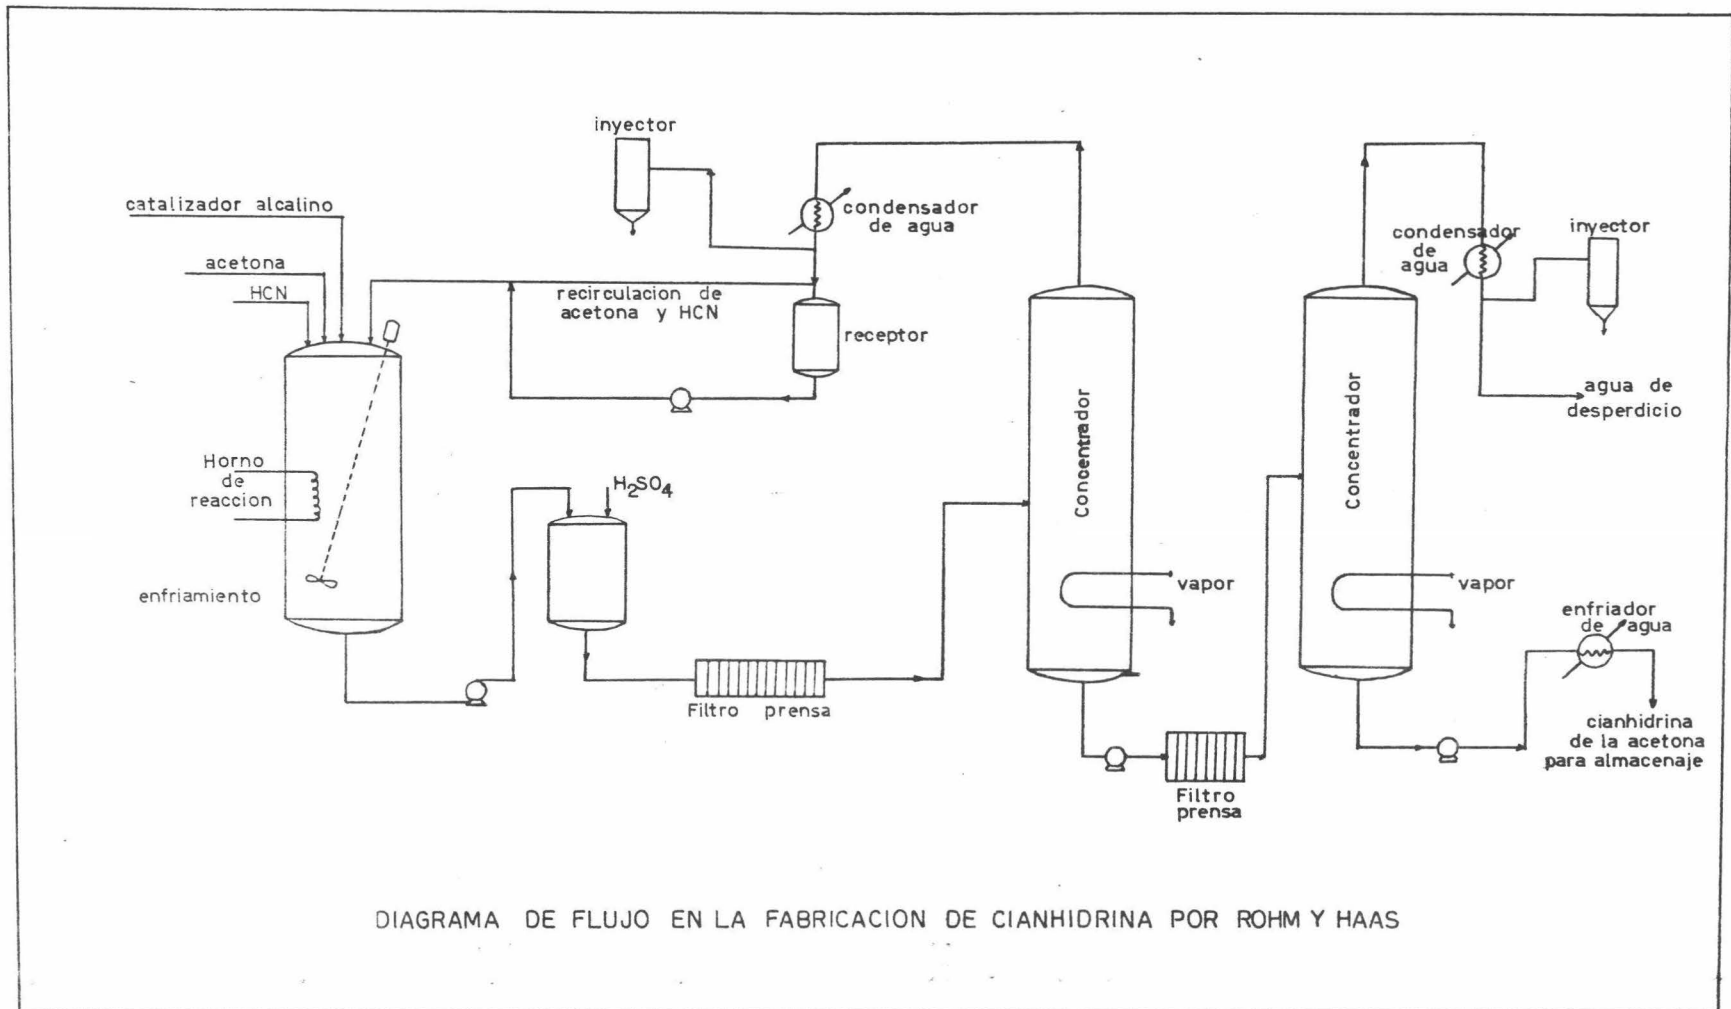 inyector
catalizador alcalino
acetona
HCN
condensador
de agua
recirculacion de
acetona y HCN
receptor
Horno
de
reaccion
enfriamiento
H2SO4
Filtro prensa
Concentrador
vapor
Filtro
prensa
Concentrador
vapor
condensador
de
agua
inyector
agua de
desperdicio
enfriador
de agua
cianhidrina
de la acetona
para almacenaje
DIAGRAMA DE FLUJO EN LA FABRICACION DE CIANHIDRINA POR ROHM Y HAAS